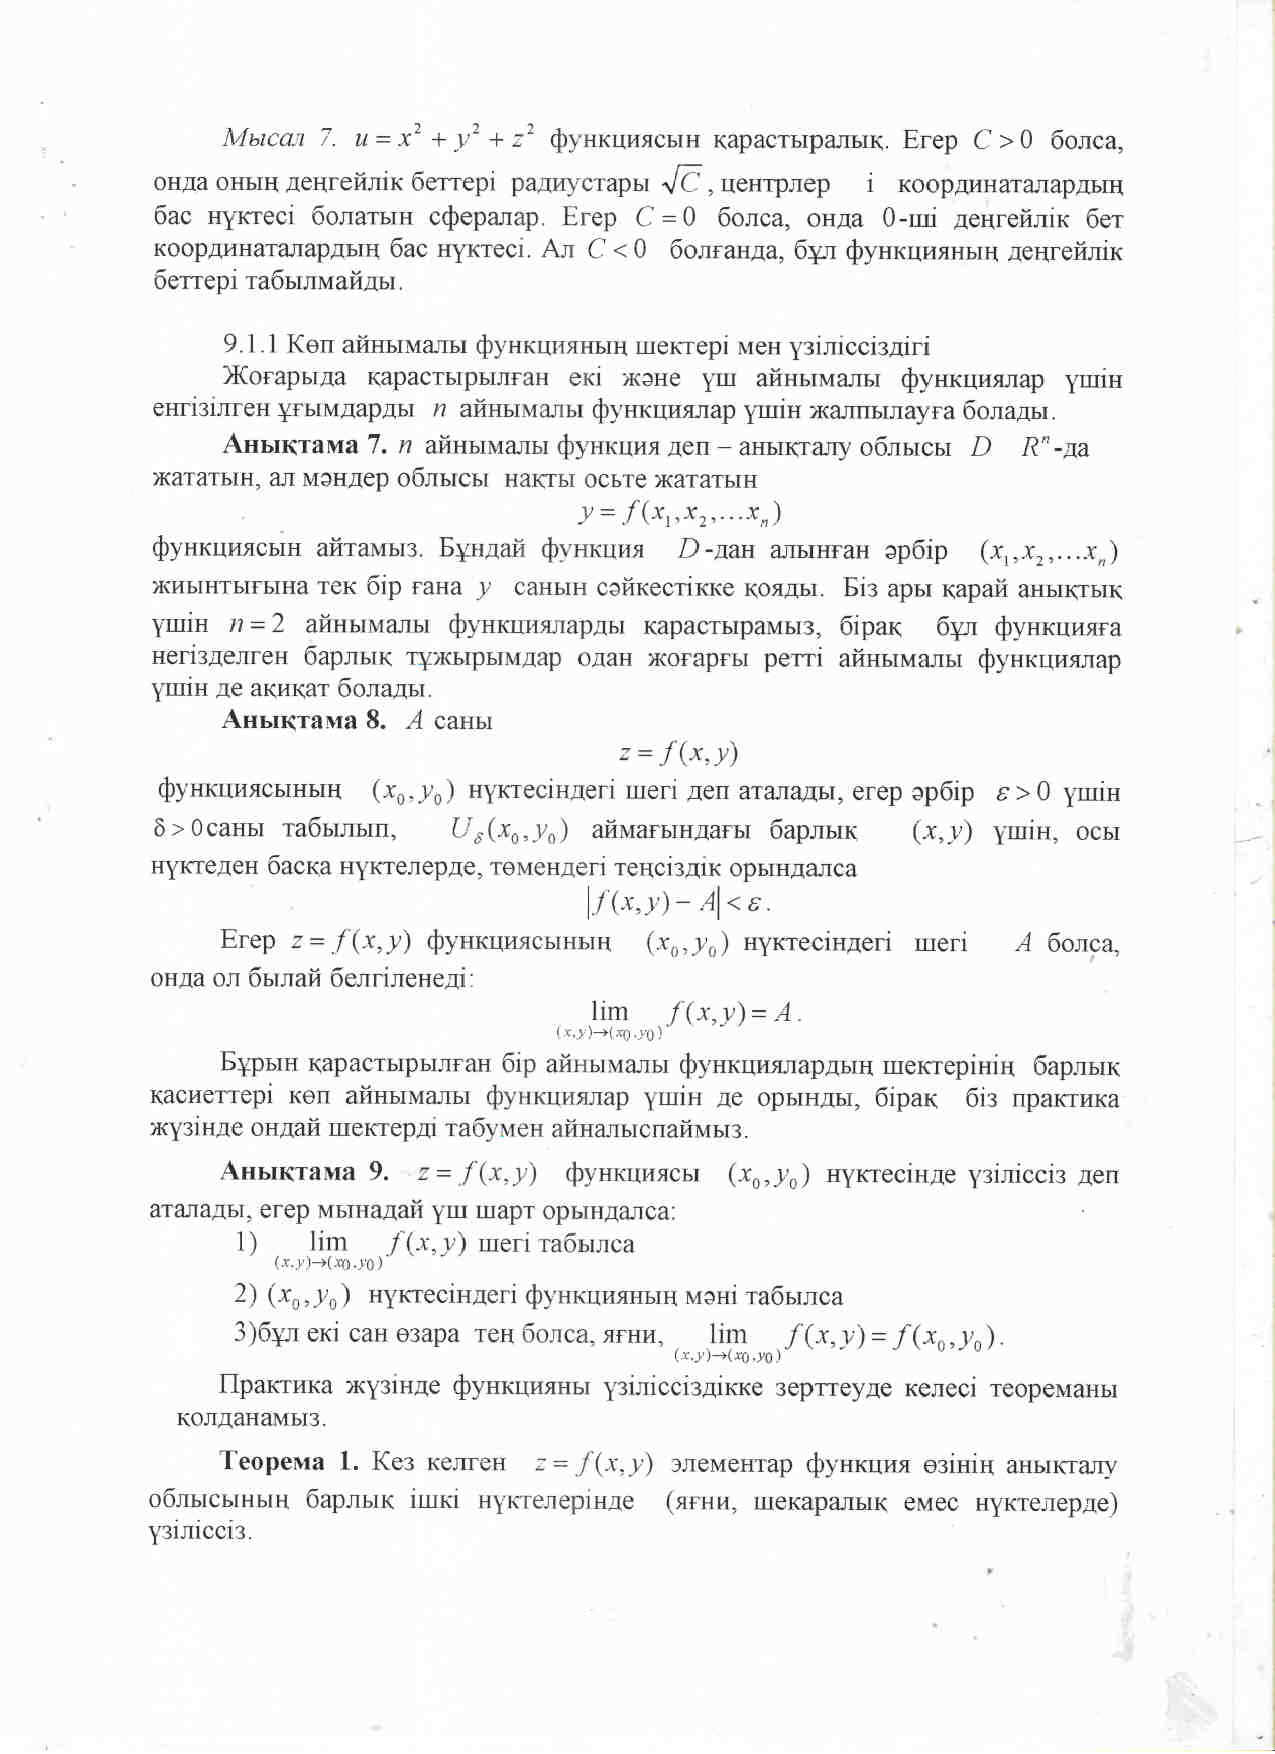 Мысал 7. u = x² + y² + z² функциясын қарастыралық. Егер C > 0 болса,
онда оның деңгейлік беттері радиустары √C , центрлер і координаталардың
бас нүктесі болатын сфералар. Егер C = 0 болса, онда 0-ші деңгейлік бет
координаталардың бас нүктесі. Ал C < 0 болғанда, бұл функцияның деңгейлік
беттері табылмайды.
9.1.1 Көп айнымалы функцияның шектері мен үзіліссіздігі
Жоғарыда қарастырылған екі және үш айнымалы функциялар үшін
енгізілген ұғымдарды n айнымалы функциялар үшін жалпылауға болады.
Анықтама 7. n айнымалы функция деп – анықталу облысы D Rⁿ-да
жататын, ал мәндер облысы нақты осьте жататын
y = f(x₁,x₂,...xₙ)
функциясын айтамыз. Бұндай функция D-дан алынған әрбір (x₁,x₂,...xₙ)
жиынтығына тек бір ғана y санын сәйкестікке қояды. Біз ары қарай анықтық
үшін n = 2 айнымалы функцияларды қарастырамыз, бірақ бұл функцияға
негізделген барлық тұжырымдар одан жоғарғы ретті айнымалы функциялар
үшін де ақиқат болады.
Анықтама 8. A саны
z = f(x,y)
функциясының (x₀,y₀) нүктесіндегі шегі деп аталады, егер әрбір ε > 0 үшін
δ > 0саны табылып, U_δ(x₀,y₀) аймағындағы барлық (x,y) үшін, осы
нүктеден басқа нүктелерде, төмендегі теңсіздік орындалса
|f(x,y) − A| < ε.
Егер z = f(x,y) функциясының (x₀,y₀) нүктесіндегі шегі A болса,
онда ол былай белгіленеді:
lim f(x,y) = A.
(x,y)→(x0,y0)
Бұрын қарастырылған бір айнымалы функциялардың шектерінің барлық
қасиеттері көп айнымалы функциялар үшін де орынды, бірақ біз практика
жүзінде ондай шектерді табумен айналыспаймыз.
Анықтама 9. z = f(x,y) функциясы (x₀,y₀) нүктесінде үзіліссіз деп
аталады, егер мынадай үш шарт орындалса:
1) lim f(x,y) шегі табылса
(x,y)→(x0,y0)
2) (x₀,y₀) нүктесіндегі функцияның мәні табылса
3)бұл екі сан өзара тең болса, яғни, lim f(x,y) = f(x₀,y₀).
(x,y)→(x0,y0)
Практика жүзінде функцияны үзіліссіздікке зерттеуде келесі теореманы
қолданамыз.
Теорема 1. Кез келген z = f(x,y) элементар функция өзінің анықталу
облысының барлық ішкі нүктелерінде (яғни, шекаралық емес нүктелерде)
үзіліссіз.